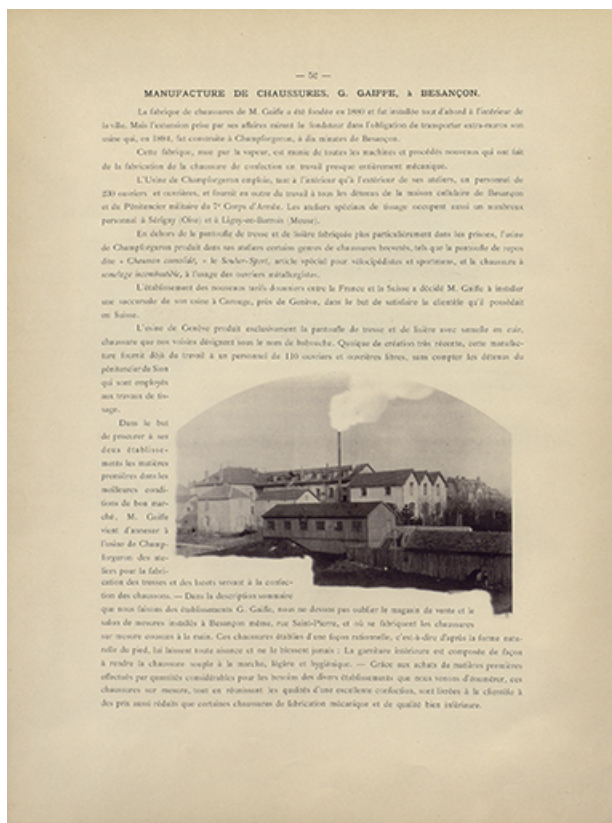 — 52 —
MANUFACTURE DE CHAUSSURES, G. GAIFFE, à BESANÇON.
La fabrique de chaussures de M. Gaiffe a été fondée en 1880 et fut installée tout d'abord à l'intérieur de
la ville. Mais l'extension prise par ses affaires mirent le fondateur dans l'obligation de transporter extra-muros son
usine qui, en 1884, fut construite à Champforgeron, à dix minutes de Besançon.
Cette fabrique, mue par la vapeur, est munie de toutes les machines et procédés nouveaux qui ont fait
de la fabrication de la chaussure de confection un travail presque entièrement mécanique.
L'Usine de Champforgeron emploie, tant à l'intérieur qu'à l'extérieur de ses ateliers, un personnel de
230 ouvriers et ouvrières, et fournit en outre du travail à tous les détenus de la maison cellulaire de Besançon
et du Pénitencier militaire du 7e Corps d'Armée. Les ateliers spéciaux de tissage occupent aussi un nombreux
personnel à Sérigny (Oise) et à Ligny-en-Barrois (Meuse).
En dehors de la pantoufle de tresse et de lisière fabriquée plus particulièrement dans les prisons, l'usine
de Champforgeron produit dans ses ateliers certains genres de chaussures brevetés, tels que la pantoufle de repos
dite « Chausson consolidé, » le Soulier-Sport, article spécial pour vélocipédistes et sportmens, et la chaussure à
semelage incombustible, à l'usage des ouvriers métallurgistes.
L'établissement des nouveaux tarifs douaniers entre la France et la Suisse a décidé M. Gaiffe à installer
une succursale de son usine à Carouge, près de Genève, dans le but de satisfaire la clientèle qu'il possédait
en Suisse.
L'usine de Genève produit exclusivement la pantoufle de tresse et de lisière avec semelle en cuir,
chaussure que nos voisins désignent sous le nom de babouche. Quoique de création très récente, cette manufac-
ture fournit déjà du travail à un personnel de 110 ouvriers et ouvrières libres, sans compter les détenus du
pénitencier de Sion
qui sont employés
aux travaux de tis-
sage.
Dans le but
de procurer à ses
deux établisse-
ments les matières
premières dans les
meilleures condi-
tions de bon mar-
ché, M. Gaiffe
vient d'annexer à
l'usine de Champ-
forgeron des ate-
liers pour la fabri-
cation des tresses et des lacets servant à la confec-
tion des chaussons. — Dans la description sommaire
que nous faisons des établissements G. Gaiffe, nous ne devons pas oublier le magasin de vente et le
salon de mesures installés à Besançon même, rue Saint-Pierre, et où se fabriquent les chaussures
sur mesure cousues à la main. Ces chaussures établies d'une façon rationnelle, c'est-à-dire d'après la forme natu-
relle du pied, lui laissent toute aisance et ne le blessent jamais : La garniture intérieure est composée de façon
à rendre la chaussure souple à la marche, légère et hygiénique. — Grâce aux achats de matières premières
effectués par quantités considérables pour les besoins des divers établissements que nous venons d'énumérer, ces
chaussures sur mesure, tout en réunissant les qualités d'une excellente confection, sont livrées à la clientèle à
des prix aussi réduits que certaines chaussures de fabrication mécanique et de qualité bien inférieure.